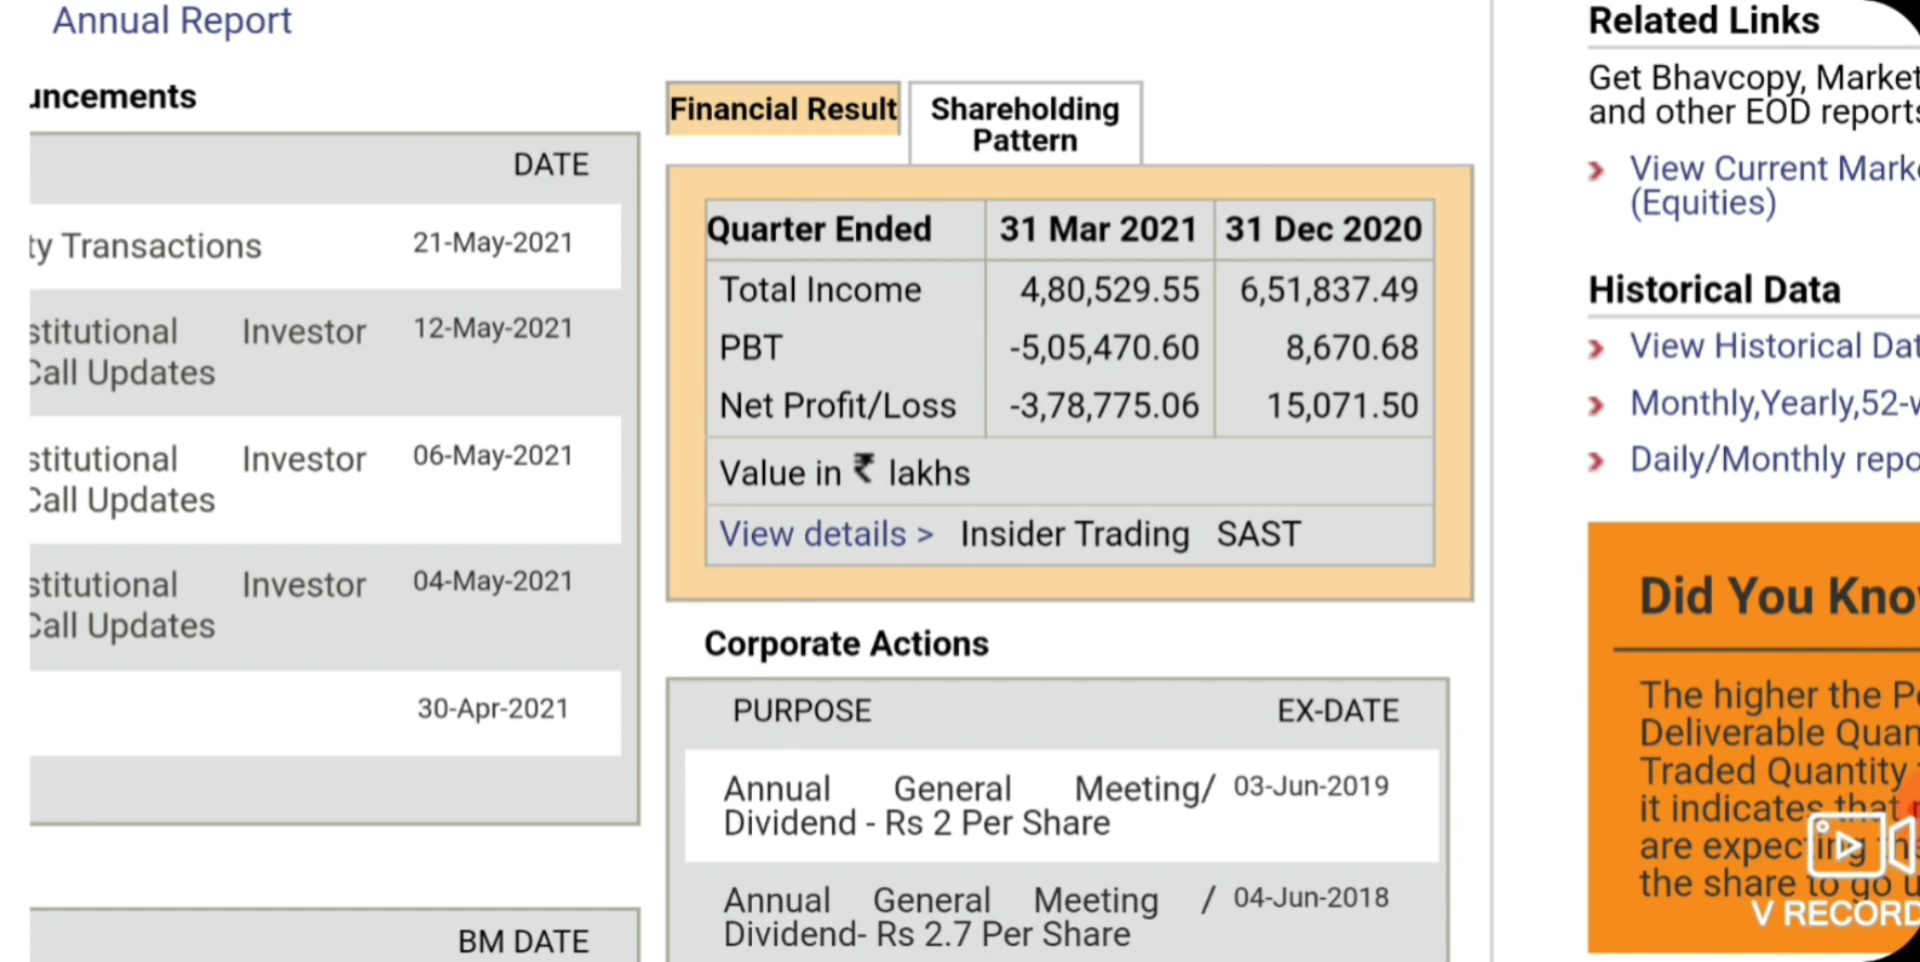 Annual Report
uncements
DATE
ty Transactions 21-May-2021
stitutional Investor 12-May-2021
Call Updates
stitutional Investor 06-May-2021
Call Updates
stitutional Investor 04-May-2021
Call Updates
30-Apr-2021
BM DATE
Financial Result
Shareholding
Pattern
Quarter Ended 31 Mar 2021 31 Dec 2020
Total Income 4,80,529.55 6,51,837.49
PBT -5,05,470.60 8,670.68
Net Profit/Loss -3,78,775.06 15,071.50
Value in ₹ lakhs
View details > Insider Trading SAST
Corporate Actions
PURPOSE EX-DATE
Annual General Meeting/ 03-Jun-2019
Dividend - Rs 2 Per Share
Annual General Meeting / 04-Jun-2018
Dividend- Rs 2.7 Per Share
Related Links
Get Bhavcopy, Market
and other EOD reports
View Current Marke
(Equities)
Historical Data
View Historical Dat
Monthly,Yearly,52-w
Daily/Monthly repo
Did You Kno
The higher the Pe
Deliverable Quan
Traded Quantity
it indicates that
are expecting
the share to go u
V RECORD